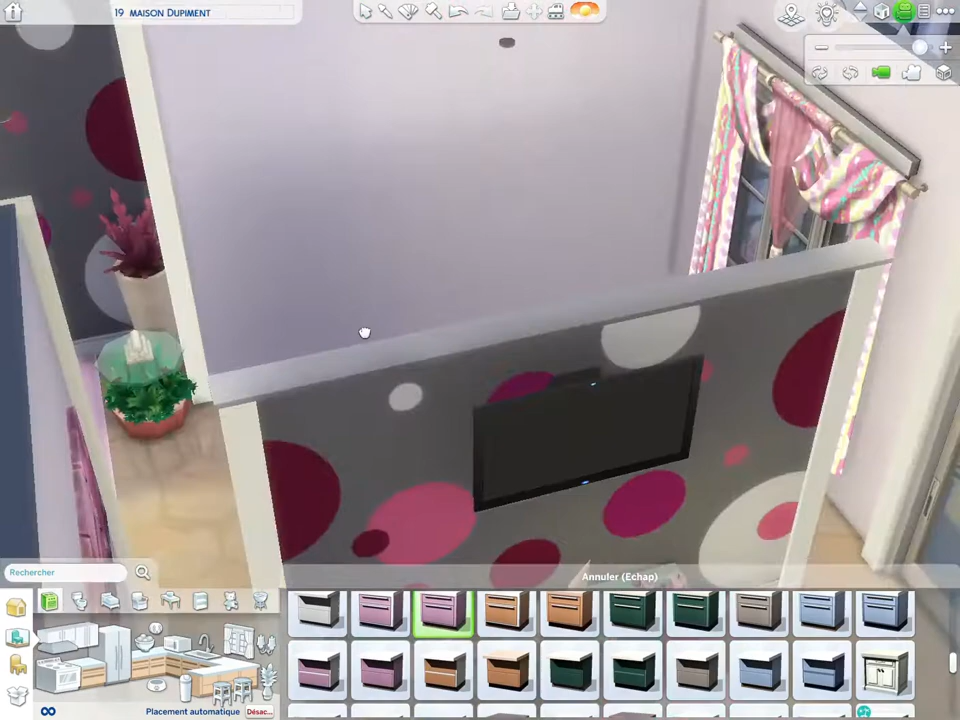 19 MAISON DUPIMENT
Rechercher
Annuler (Echap)
Placement automatique
Désac...